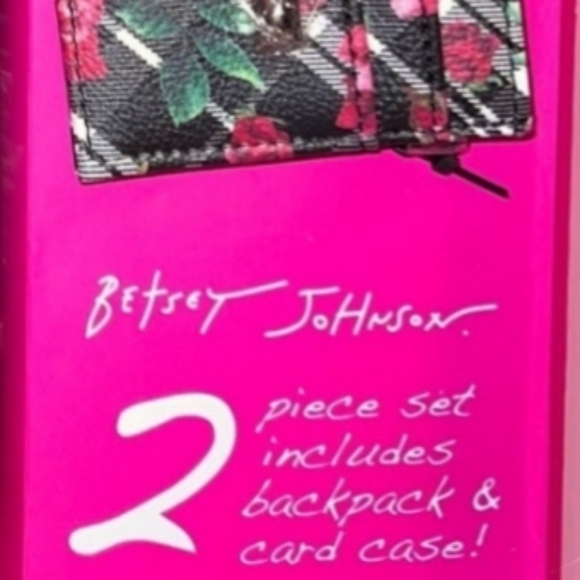 BETSEY JOHNSON.
2 piece set
includes
backpack &
card case!